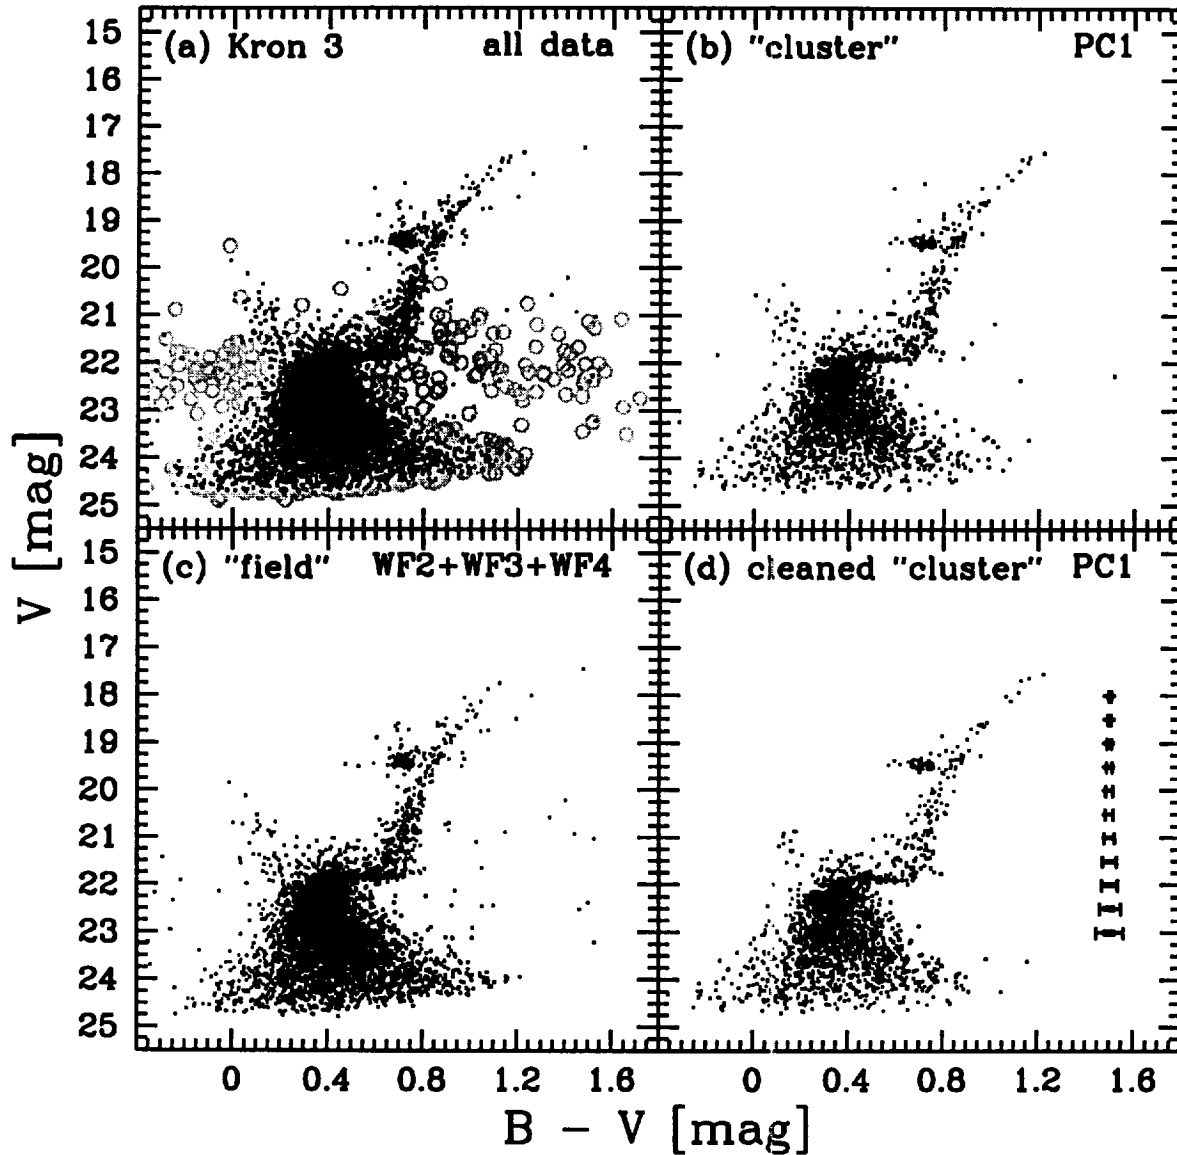 (a) Kron 3 all data
(b) "cluster" PC1
15
16
17
18
19
20
21
22
23
24
25
(c) "field" WF2+WF3+WF4
(d) cleaned "cluster" PC1
15
16
17
18
19
20
21
22
23
24
25
V [mag]
0 0.4 0.8 1.2 1.6
0 0.4 0.8 1.2 1.6
B − V [mag]